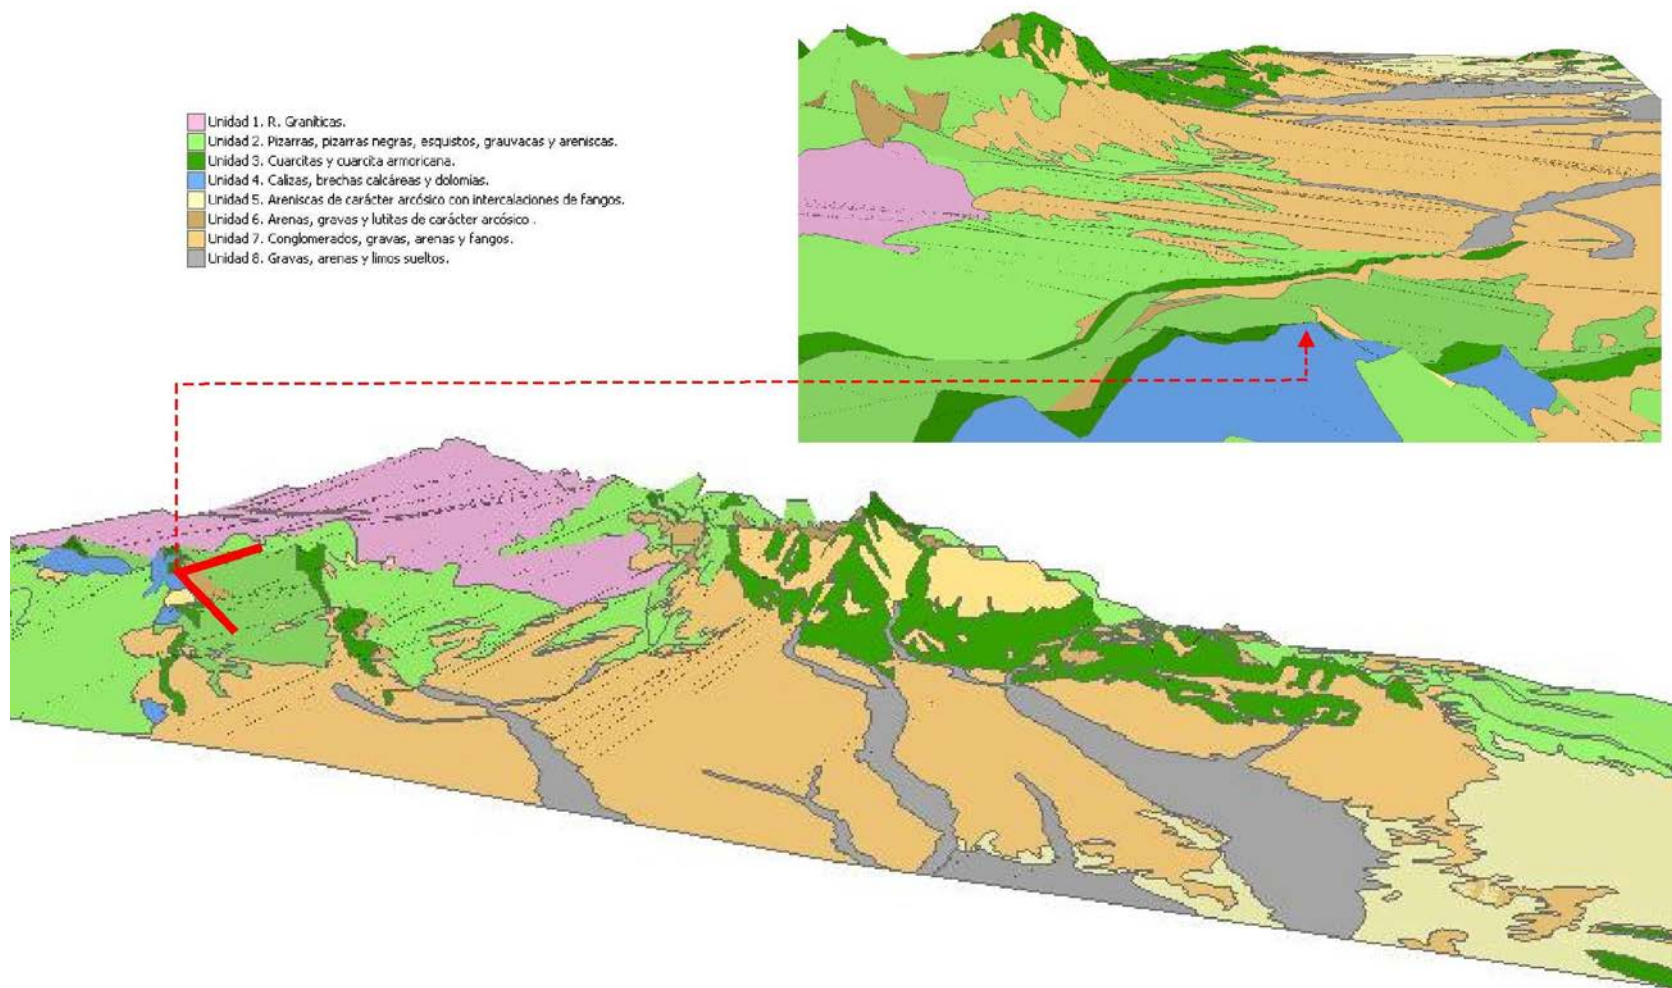 Unidad 1. R. Graníticas.
Unidad 2. Pizarras, pizarras negras, esquistos, grauvacas y areniscas.
Unidad 3. Cuarcitas y cuarcita armoricana.
Unidad 4. Calizas, brechas calcáreas y dolomias.
Unidad 5. Areniscas de carácter arcósico con intercalaciones de fangos.
Unidad 6. Arenas, gravas y lutitas de carácter arcósico .
Unidad 7. Conglomerados, gravas, arenas y fangos.
Unidad 8. Gravas, arenas y limos sueltos.